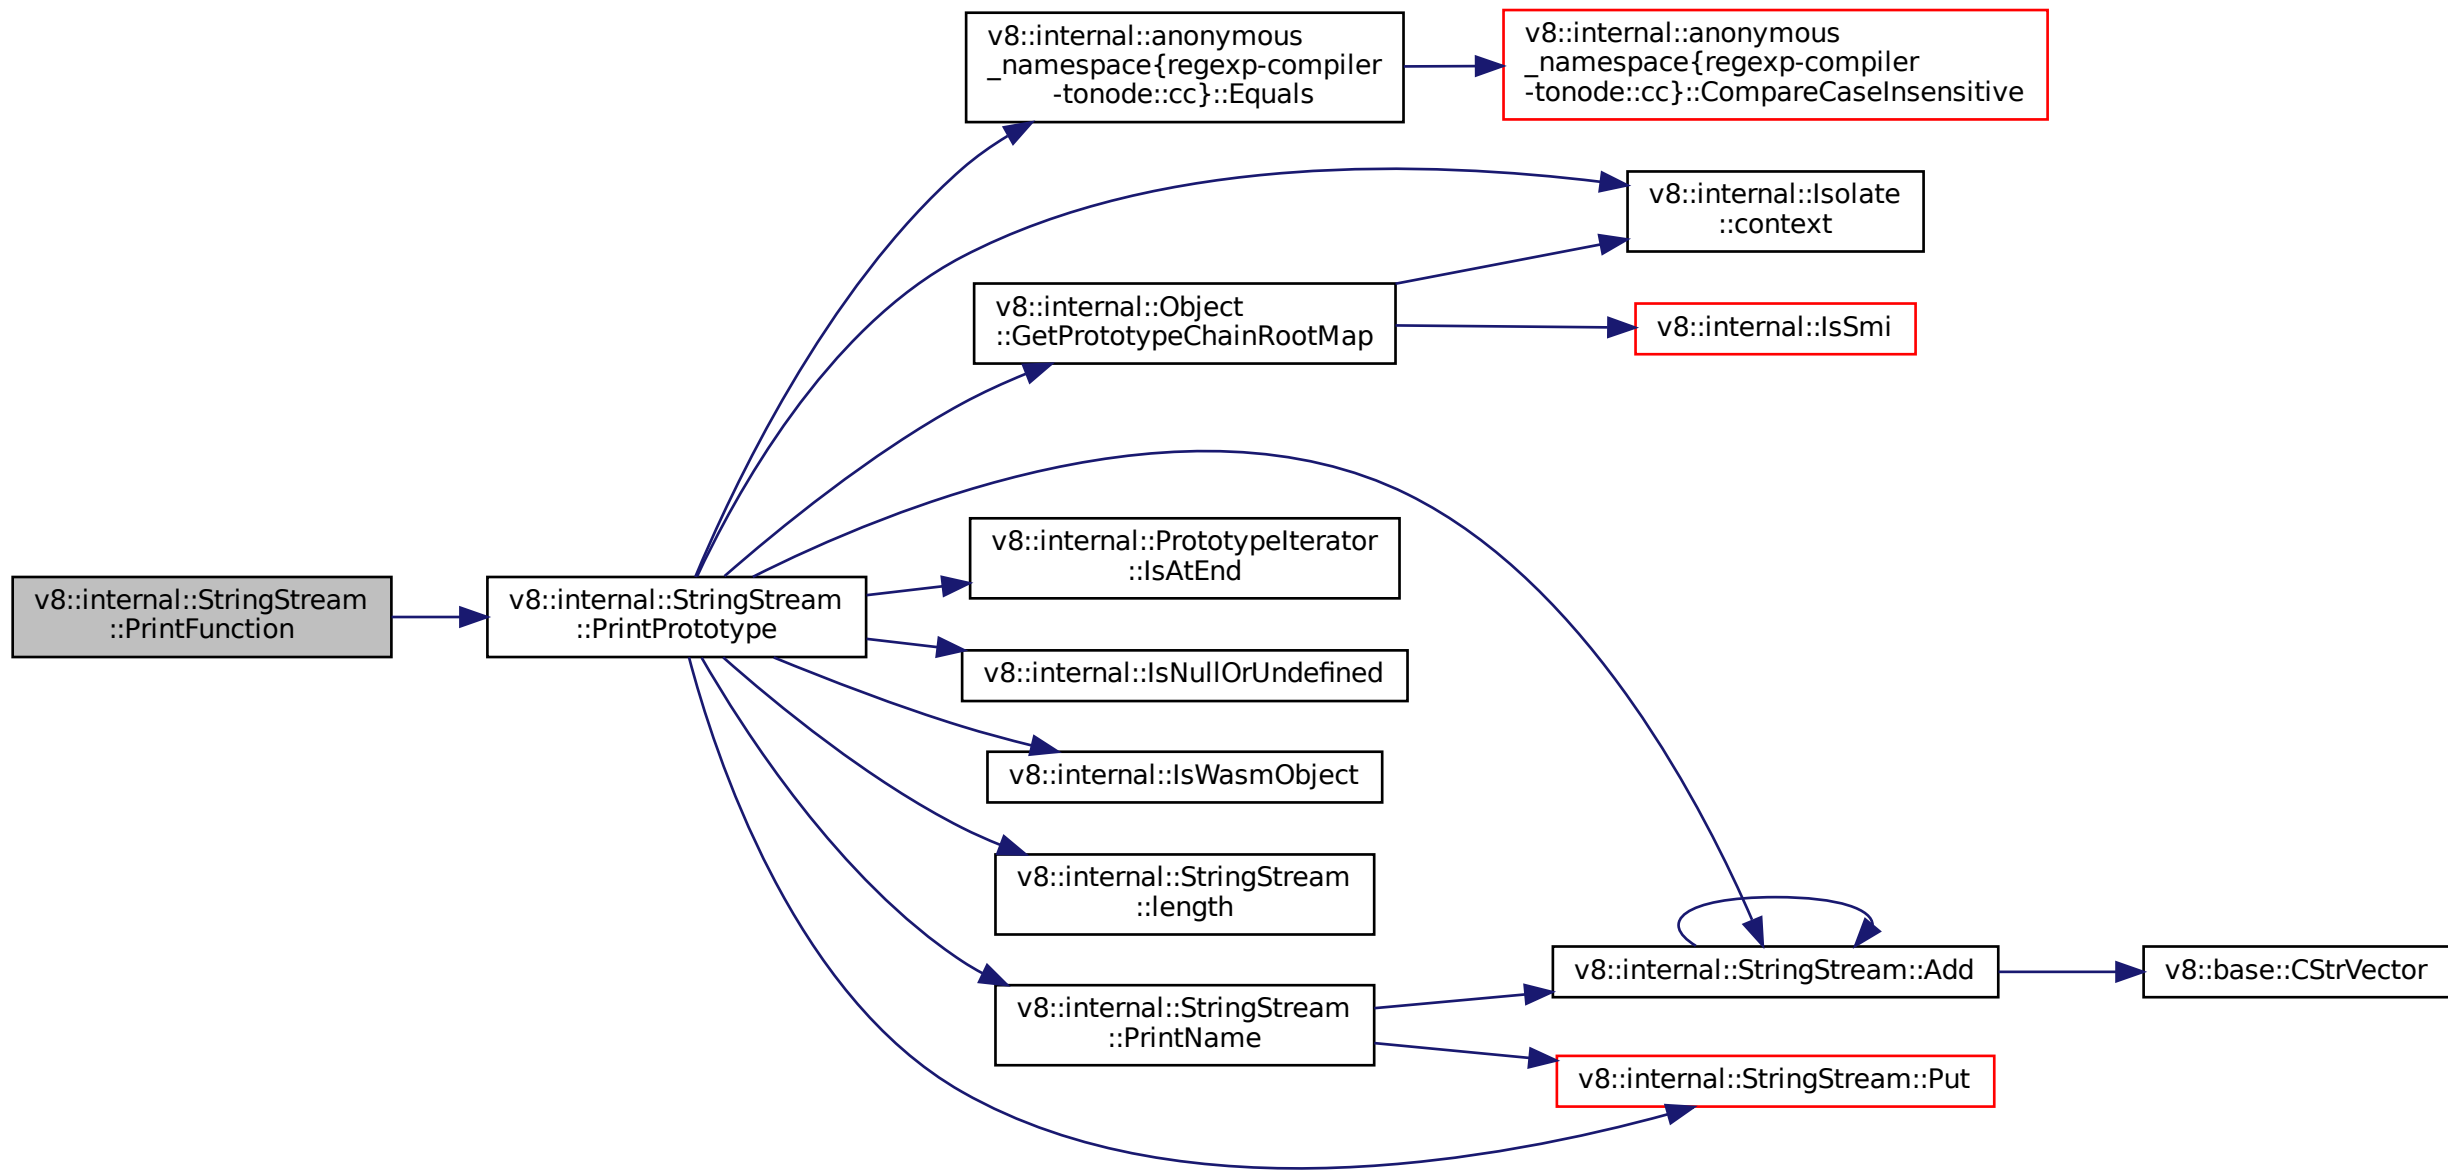 v8::internal::StringStream
::PrintFunction
v8::internal::StringStream
::PrintPrototype
v8::internal::anonymous
_namespace{regexp-compiler
-tonode::cc}::Equals
v8::internal::anonymous
_namespace{regexp-compiler
-tonode::cc}::CompareCaseInsensitive
v8::internal::Isolate
::context
v8::internal::Object
::GetPrototypeChainRootMap
v8::internal::IsSmi
v8::internal::PrototypeIterator
::IsAtEnd
v8::internal::IsNullOrUndefined
v8::internal::IsWasmObject
v8::internal::StringStream
::length
v8::internal::StringStream
::PrintName
v8::internal::StringStream::Add
v8::base::CStrVector
v8::internal::StringStream::Put